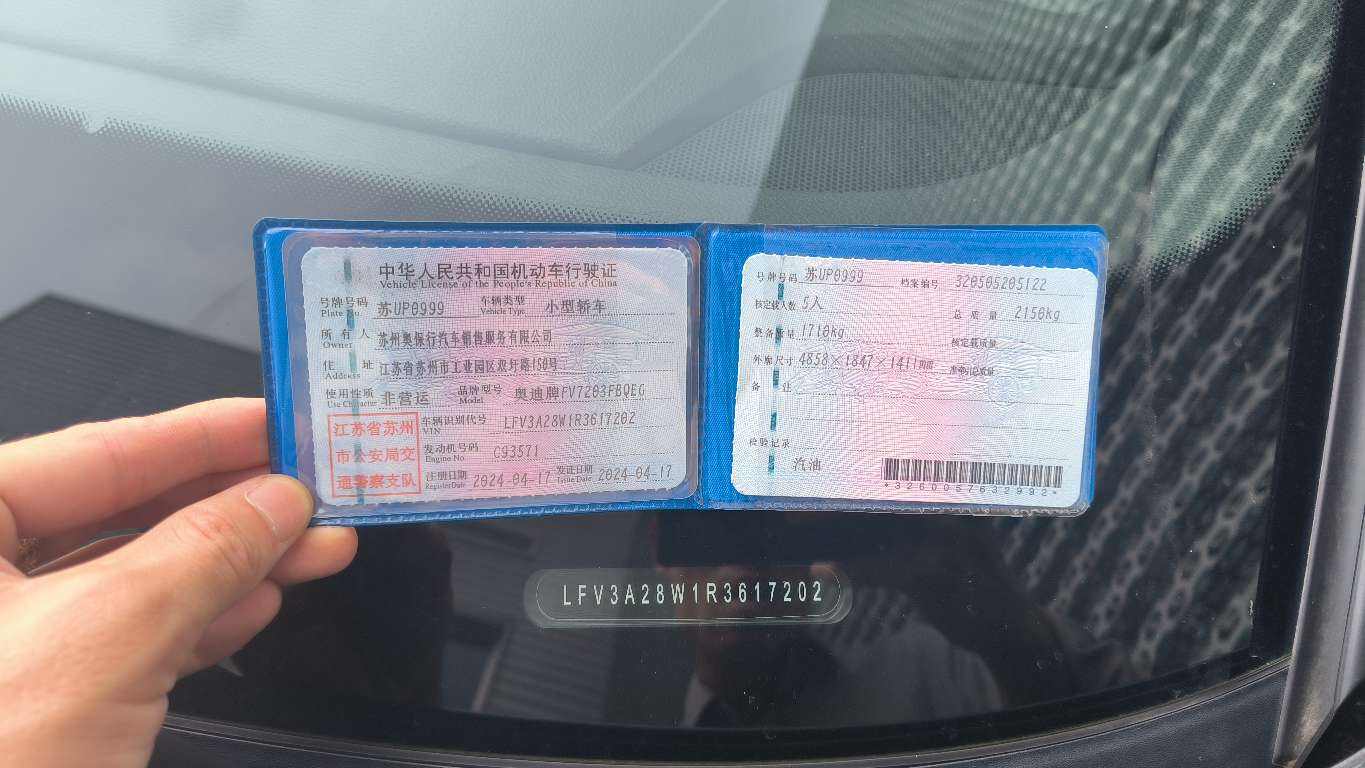 中华人民共和国机动车行驶证
Vehicle License of the People's Republic of China
号牌号码 苏UP0999 车辆类型 小型轿车
Plate No. Vehicle Type
所有人 苏州奥保行汽车销售服务有限公司
Owner
住址 江苏省苏州市工业园区双圩路150号
Address
使用性质 非营运 品牌型号 奥迪牌FV7203FBQEG
Use Character Model
江苏省苏州
市公安局交
通警察支队
车辆识别代号 LFV3A28W1R3617202
VIN
发动机号码 C93571
Engine No.
注册日期 2024-04-17 发证日期 2024-04-17
Register Date Issue Date
号牌号码 苏UP0999 档案编号 320505205122
核定载人数 5人 总质量 2150kg
整备质量 1710kg 核定载质量
外廓尺寸 4858×1847×1411mm 准牵引总质量
备注
检验记录
汽油
*3260067632992*
LFV3A28W1R3617202